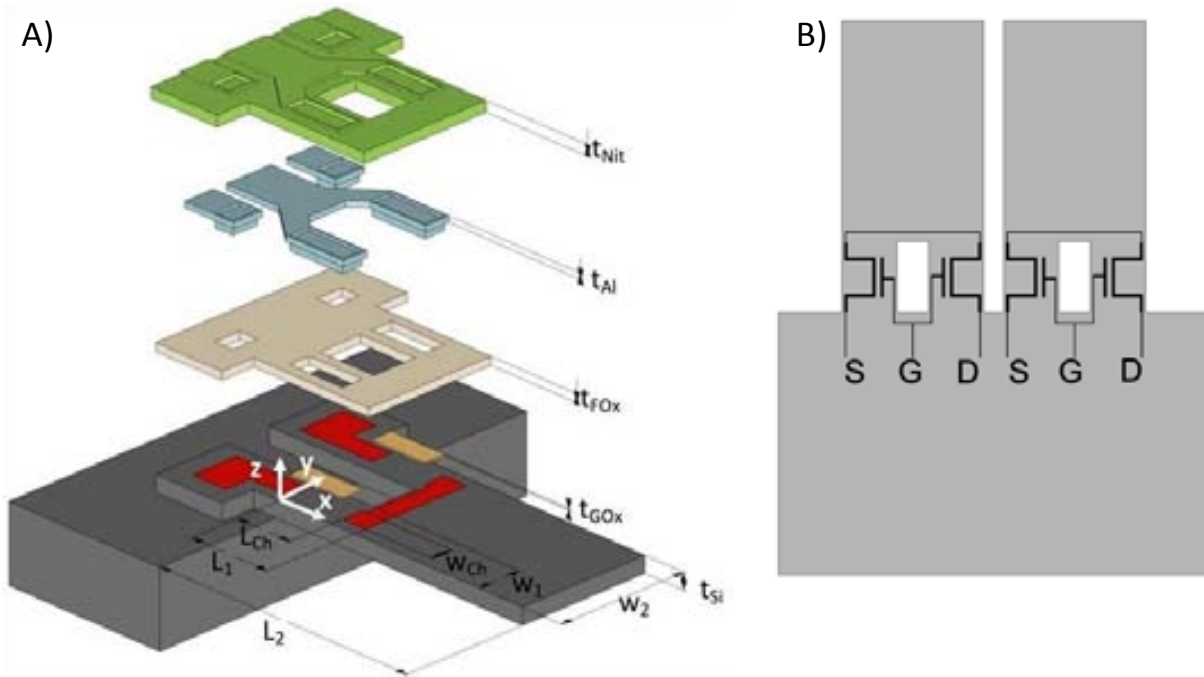 A)
B)
tNit
tAl
tFOx
tGOx
z y x
LCh
L1
L2
WCh
W1
W2
tSi
S G D S G D